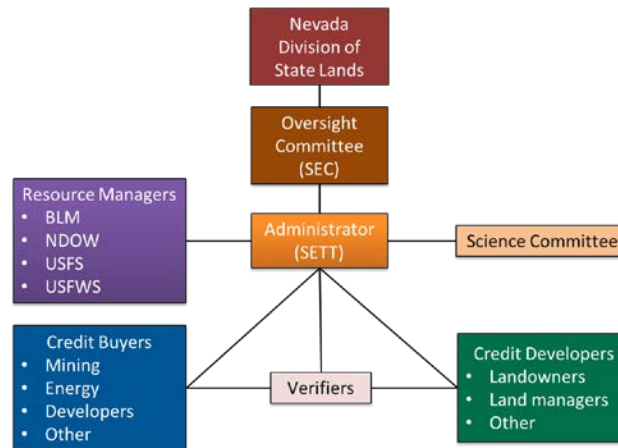 Nevada
Division of
State Lands
Oversight
Committee
(SEC)
Resource Managers
• BLM
• NDOW
• USFS
• USFWS
Administrator
(SETT)
Science Committee
Credit Buyers
• Mining
• Energy
• Developers
• Other
Verifiers
Credit Developers
• Landowners
• Land managers
• Other